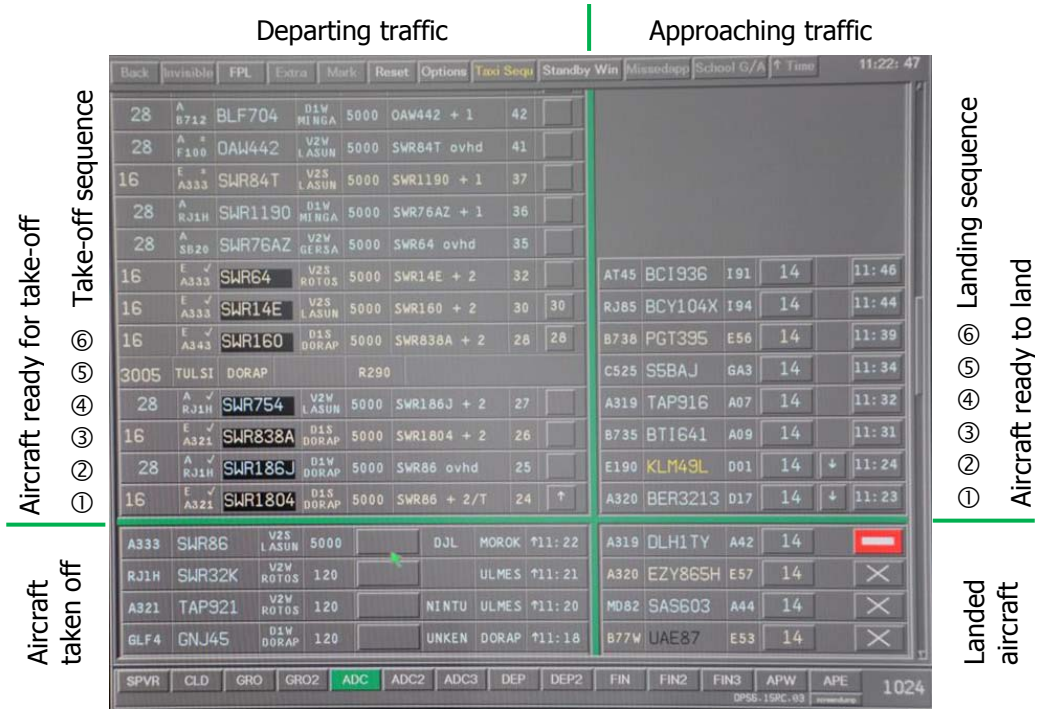 Departing traffic
Approaching traffic
Back Invisible FPL Extra Mark Reset Options Taxi Sequ Standby Win Missedapp School G/A ↑ Time 11:22: 47
28 A B712 BLF704 D1W MINGA 5000 OAW442 + 1 42
28 A * F100 OAW442 V2W LASUN 5000 SWR84T ovhd 41
16 E * A333 SWR84T V2S LASUN 5000 SWR1190 + 1 37
28 A RJ1H SWR1190 D1W MINGA 5000 SWR76AZ + 1 36
28 A SB20 SWR76AZ V2W GERSA 5000 SWR64 ovhd 35
16 E ✓ A333 SWR64 V2S ROTOS 5000 SWR14E + 2 32
16 E ✓ A333 SWR14E V2S LASUN 5000 SWR160 + 2 30 30
16 E ✓ A343 SWR160 D1S DORAP 5000 SWR838A + 2 28 28
3005 TULSI DORAP R290
28 A ✓ RJ1H SWR754 V2W LASUN 5000 SWR186J + 2 27
16 E ✓ A321 SWR838A D1S DORAP 5000 SWR1804 + 2 26
28 A ✓ RJ1H SWR186J D1W DORAP 5000 SWR86 ovhd 25
16 E ✓ A321 SWR1804 D1S DORAP 5000 SWR86 + 2/T 24 ↑
AT45 BCI936 I91 14 11:46
RJ85 BCY104X I94 14 11:44
B738 PGT395 E56 14 11:39
C525 S5BAJ GA3 14 11:34
A319 TAP916 A07 14 11:32
B735 BTI641 A09 14 11:31
E190 KLM49L D01 14 ↓ 11:24
A320 BER3213 D17 14 ↓ 11:23
A333 SWR86 V2S LASUN 5000 DJL MOROK ↑11:22
RJ1H SWR32K V2W ROTOS 120 ULMES ↑11:21
A321 TAP921 V2W ROTOS 120 NINTU ULMES ↑11:20
GLF4 GNJ45 D1W DORAP 120 UNKEN DORAP ↑11:18
A319 DLH1TY A42 14
A320 EZY865H E57 14
MD82 SAS603 A44 14
B77W UAE87 E53 14
SPVR CLD GRO GRO2 ADC ADC2 ADC3 DEP DEP2 FIN FIN2 FIN3 APW APE 1024
Aircraft ready for take-off
① ② ③ ④ ⑤ ⑥ Take-off sequence
Aircraft
taken off
① ② ③ ④ ⑤ ⑥ Landing sequence
Aircraft ready to land
Landed
aircraft